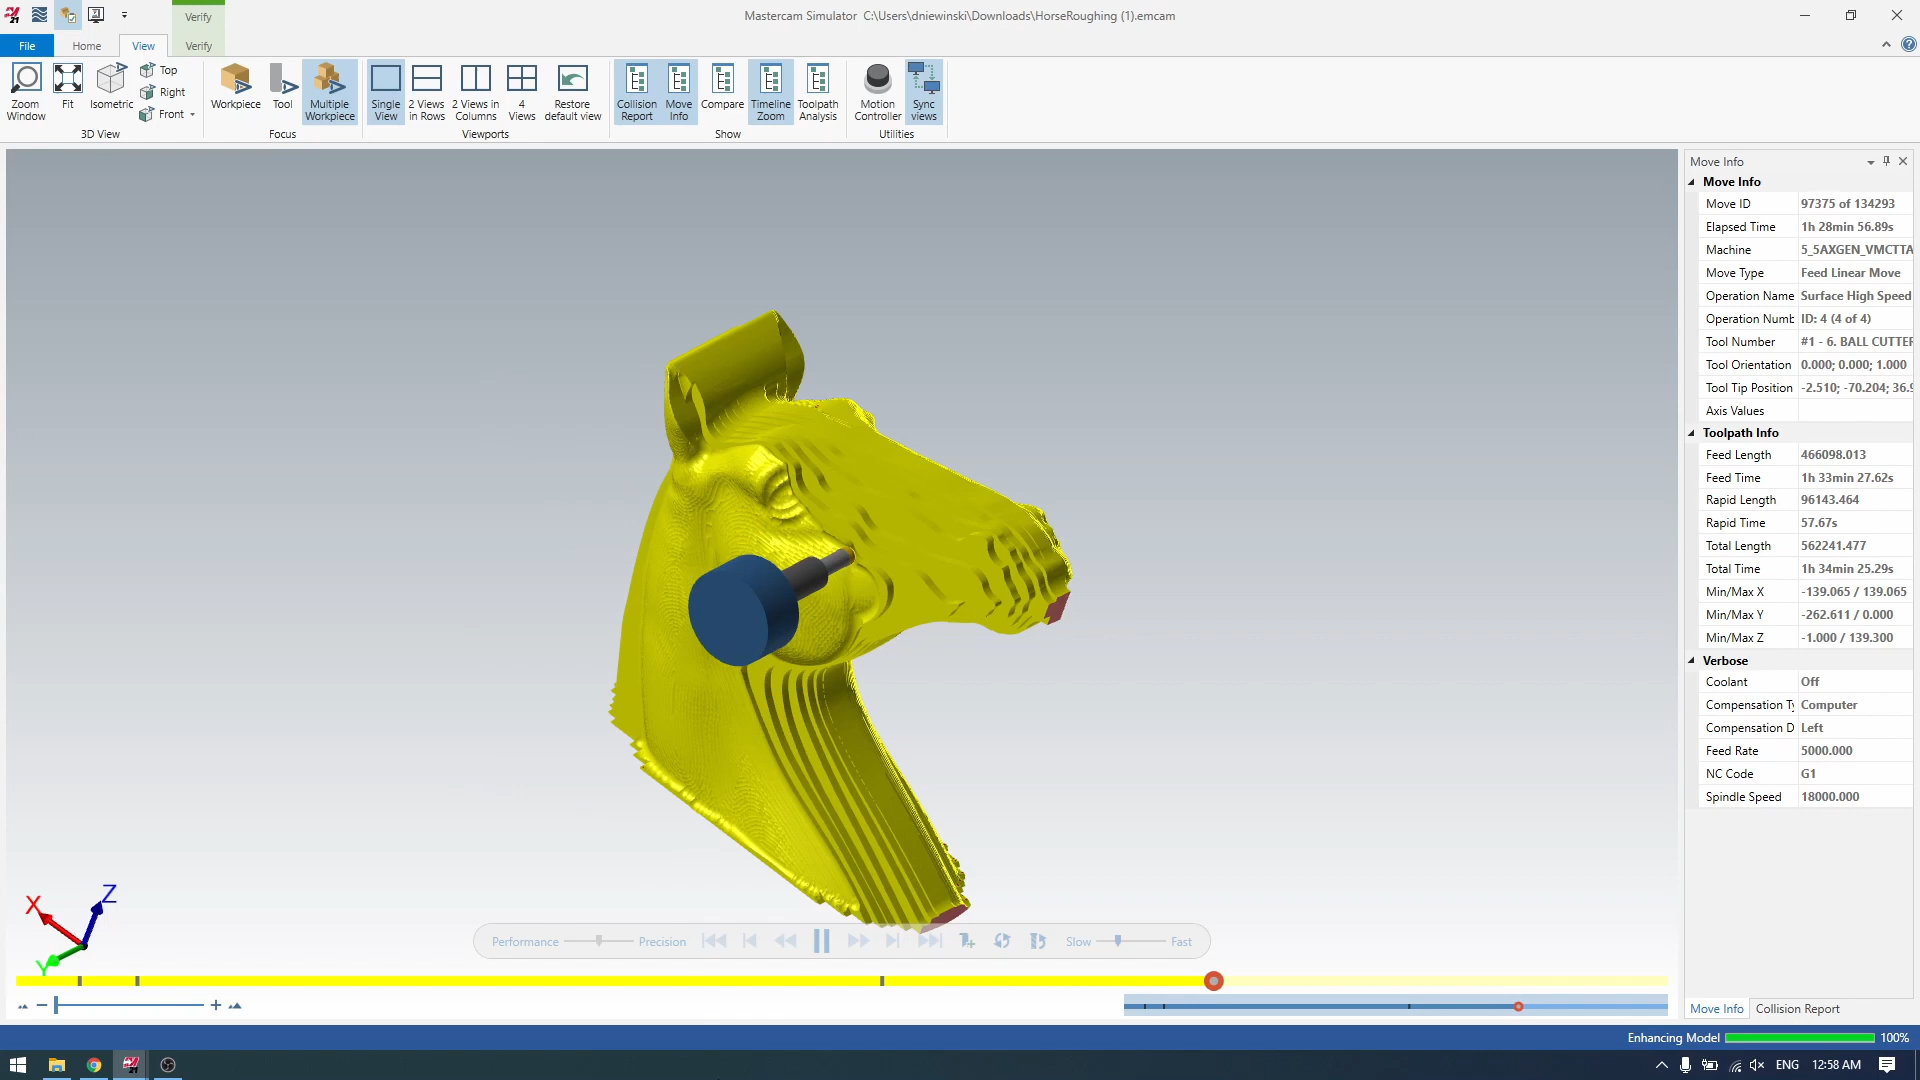 Verify
Mastercam Simulator  C:\Users\dniewinski\Downloads\HorseRoughing (1).emcam
File
Home
View
Verify
Zoom Window
Fit
Isometric
Top
Right
Front
3D View
Workpiece
Tool
Multiple Workpiece
Focus
Single View
2 Views in Rows
2 Views in Columns
4 Views
Restore default view
Viewports
Collision Report
Move Info
Compare
Timeline Zoom
Toolpath Analysis
Show
Motion Controller
Sync views
Utilities
Move Info
Move Info
Move ID 97375 of 134293
Elapsed Time 1h 28min 56.89s
Machine 5_5AXGEN_VMCTTA
Move Type Feed Linear Move
Operation Name Surface High Speed
Operation Numb ID: 4 (4 of 4)
Tool Number #1 - 6. BALL CUTTER
Tool Orientation 0.000; 0.000; 1.000
Tool Tip Position -2.510; -70.204; 36.9
Axis Values
Toolpath Info
Feed Length 466098.013
Feed Time 1h 33min 27.62s
Rapid Length 96143.464
Rapid Time 57.67s
Total Length 562241.477
Total Time 1h 34min 25.29s
Min/Max X -139.065 / 139.065
Min/Max Y -262.611 / 0.000
Min/Max Z -1.000 / 139.300
Verbose
Coolant Off
Compensation Ty Computer
Compensation D Left
Feed Rate 5000.000
NC Code G1
Spindle Speed 18000.000
X
Z
Y
Performance
Precision
Slow
Fast
Move Info
Collision Report
Enhancing Model
100%
21
ENG
12:58 AM